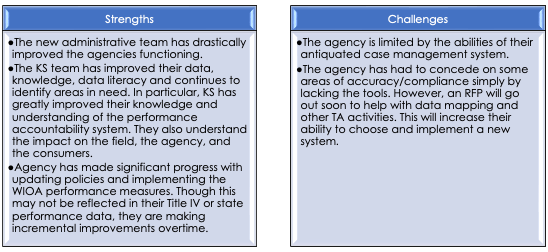 Strengths
●The new administrative team has drastically
improved the agencies functioning.
●The KS team has improved their data,
knowledge, data literacy and continues to
identify areas in need. In particular, KS has
greatly improved their knowledge and
understanding of the performance
accountability system. They also understand
the impact on the field, the agency, and
the consumers.
●Agency has made significant progress with
updating policies and implementing the
WIOA performance measures. Though this
may not be reflected in their Title IV or state
performance data, they are making
incremental improvements overtime.
Challenges
●The agency is limited by the abilities of their
antiquated case management system.
●The agency has had to concede on some
areas of accuracy/compliance simply by
lacking the tools. However, an RFP will go
out soon to help with data mapping and
other TA activities. This will increase their
ability to choose and implement a new
system.